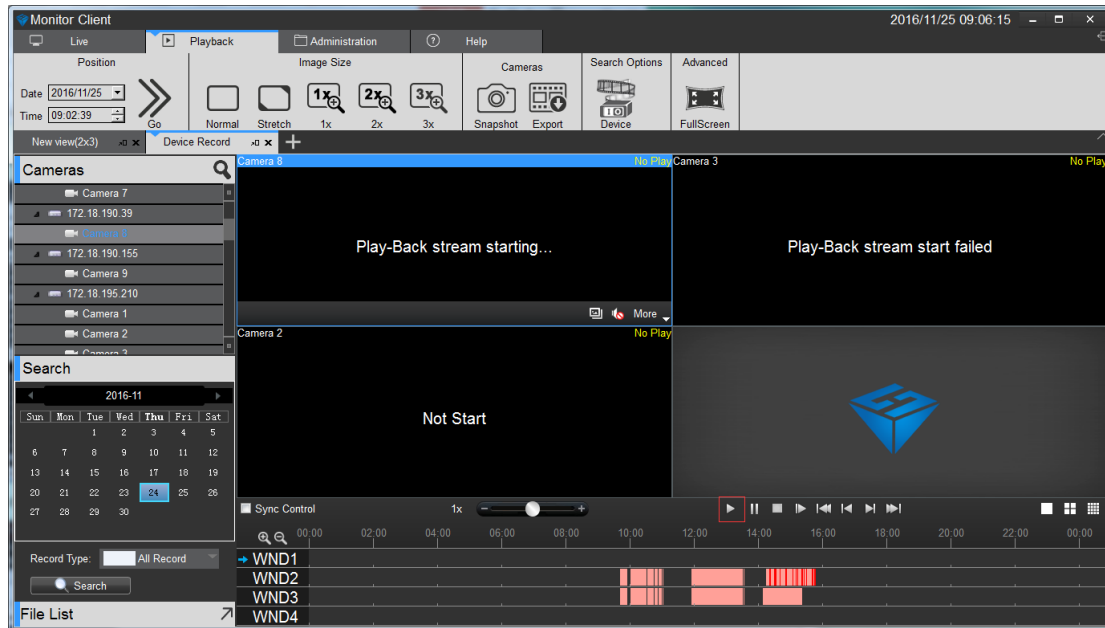 Monitor Client 2016/11/25 09:06:15
Live Playback Administration Help
Position Image Size Cameras Search Options Advanced
Date 2016/11/25
Time 09:02:39
Go Normal Stretch 1x 2x 3x Snapshot Export Device FullScreen
New view(2x3) Device Record
Cameras
Camera 7
172.18.190.39
Camera 8
172.18.190.155
Camera 9
172.18.195.210
Camera 1
Camera 2
Camera 3
Camera 8 No Play
Play-Back stream starting...
More
Camera 3 No Play
Play-Back stream start failed
Camera 2 No Play
Not Start
Search
2016-11
Sun Mon Tue Wed Thu Fri Sat
1 2 3 4 5
6 7 8 9 10 11 12
13 14 15 16 17 18 19
20 21 22 23 24 25 26
27 28 29 30
Record Type: All Record
Search
File List
Sync Control 1x
00:00 02:00 04:00 06:00 08:00 10:00 12:00 14:00 16:00 18:00 20:00 22:00 00:00
WND1
WND2
WND3
WND4